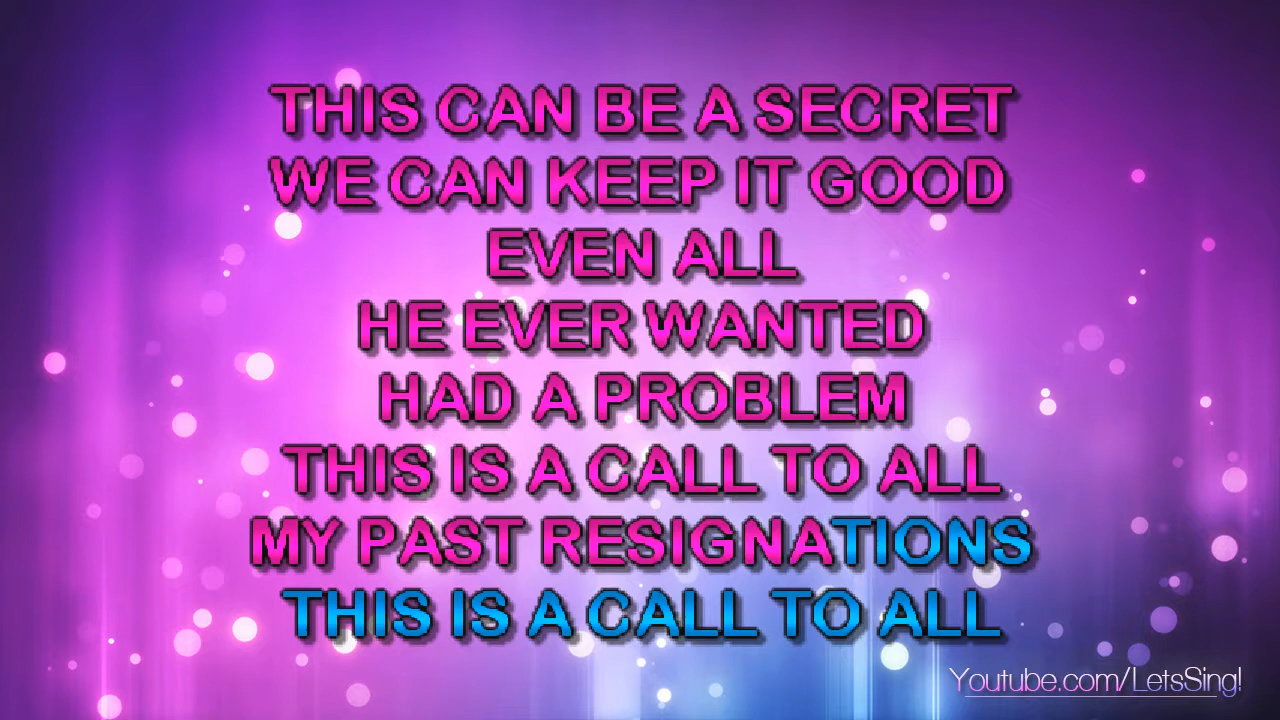 THIS CAN BE A SECRET
WE CAN KEEP IT GOOD
EVEN ALL
HE EVER WANTED
HAD A PROBLEM
THIS IS A CALL TO ALL
MY PAST RESIGNATIONS
THIS IS A CALL TO ALL
Youtube.com/LetsSing!